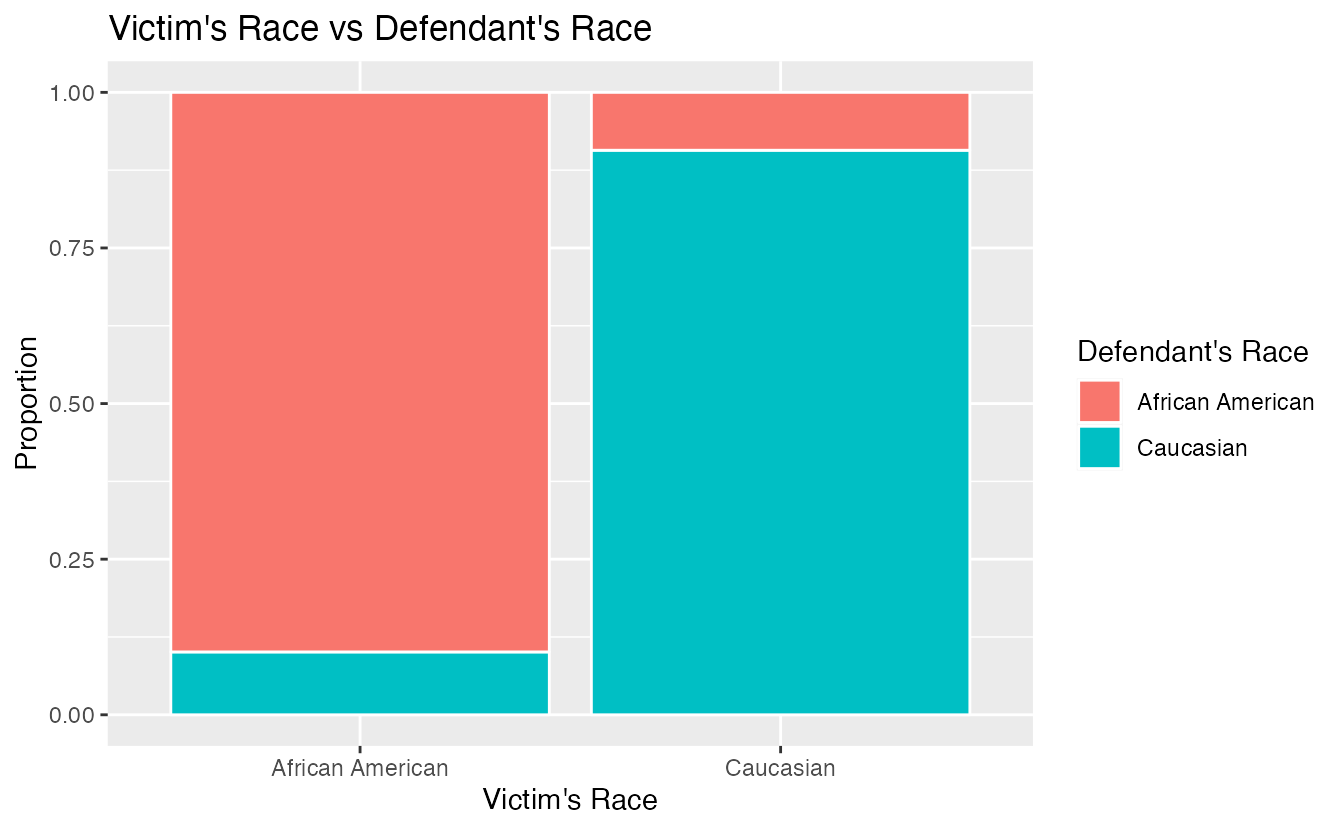 Victim's Race vs Defendant's Race
1.00
0.75
0.50
0.25
0.00
Proportion
African American
Caucasian
Victim's Race
Defendant's Race
African American
Caucasian